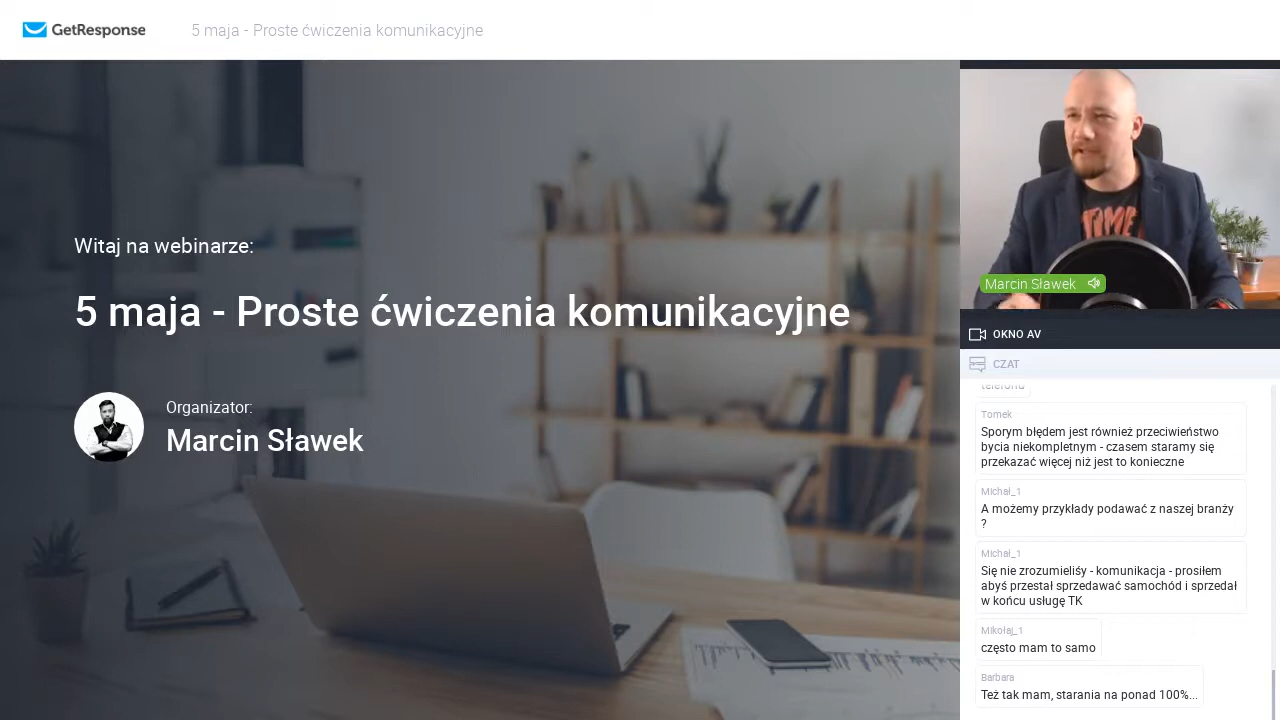 GetResponse
5 maja - Proste ćwiczenia komunikacyjne
Witaj na webinarze:
5 maja - Proste ćwiczenia komunikacyjne
Organizator:
Marcin Sławek
TIME
Marcin Sławek
OKNO AV
CZAT
telefonu
Tomek
Sporym błędem jest również przeciwieństwo
bycia niekompletnym - czasem staramy się
przekazać więcej niż jest to konieczne
Michał_1
A możemy przykłady podawać z naszej branży
?
Michał_1
Się nie zrozumieliśy - komunikacja - prosiłem
abyś przestał sprzedawać samochód i sprzedał
w końcu usługę TK
Mikołaj_1
często mam to samo
Barbara
Też tak mam, starania na ponad 100%...